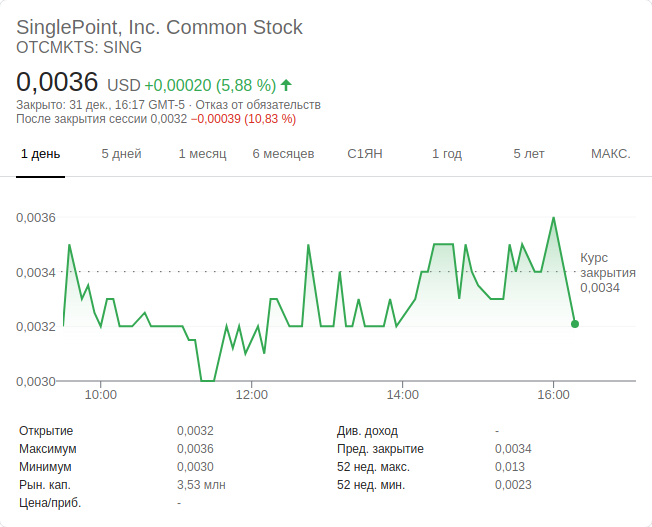 SinglePoint, Inc. Common Stock
OTCMKTS: SING
0,0036 USD +0,00020 (5,88 %)
Закрыто: 31 дек., 16:17 GMT-5 · Отказ от обязательств
После закрытия сессии 0,0032 −0,00039 (10,83 %)
1 день 5 дней 1 месяц 6 месяцев С1ЯН 1 год 5 лет МАКС.
0,0036
0,0034
0,0032
0,0030
Курс
закрытия
0,0034
10:00 12:00 14:00 16:00
Открытие 0,0032 Див. доход -
Максимум 0,0036 Пред. закрытие 0,0034
Минимум 0,0030 52 нед. макс. 0,013
Рын. кап. 3,53 млн 52 нед. мин. 0,0023
Цена/приб. -